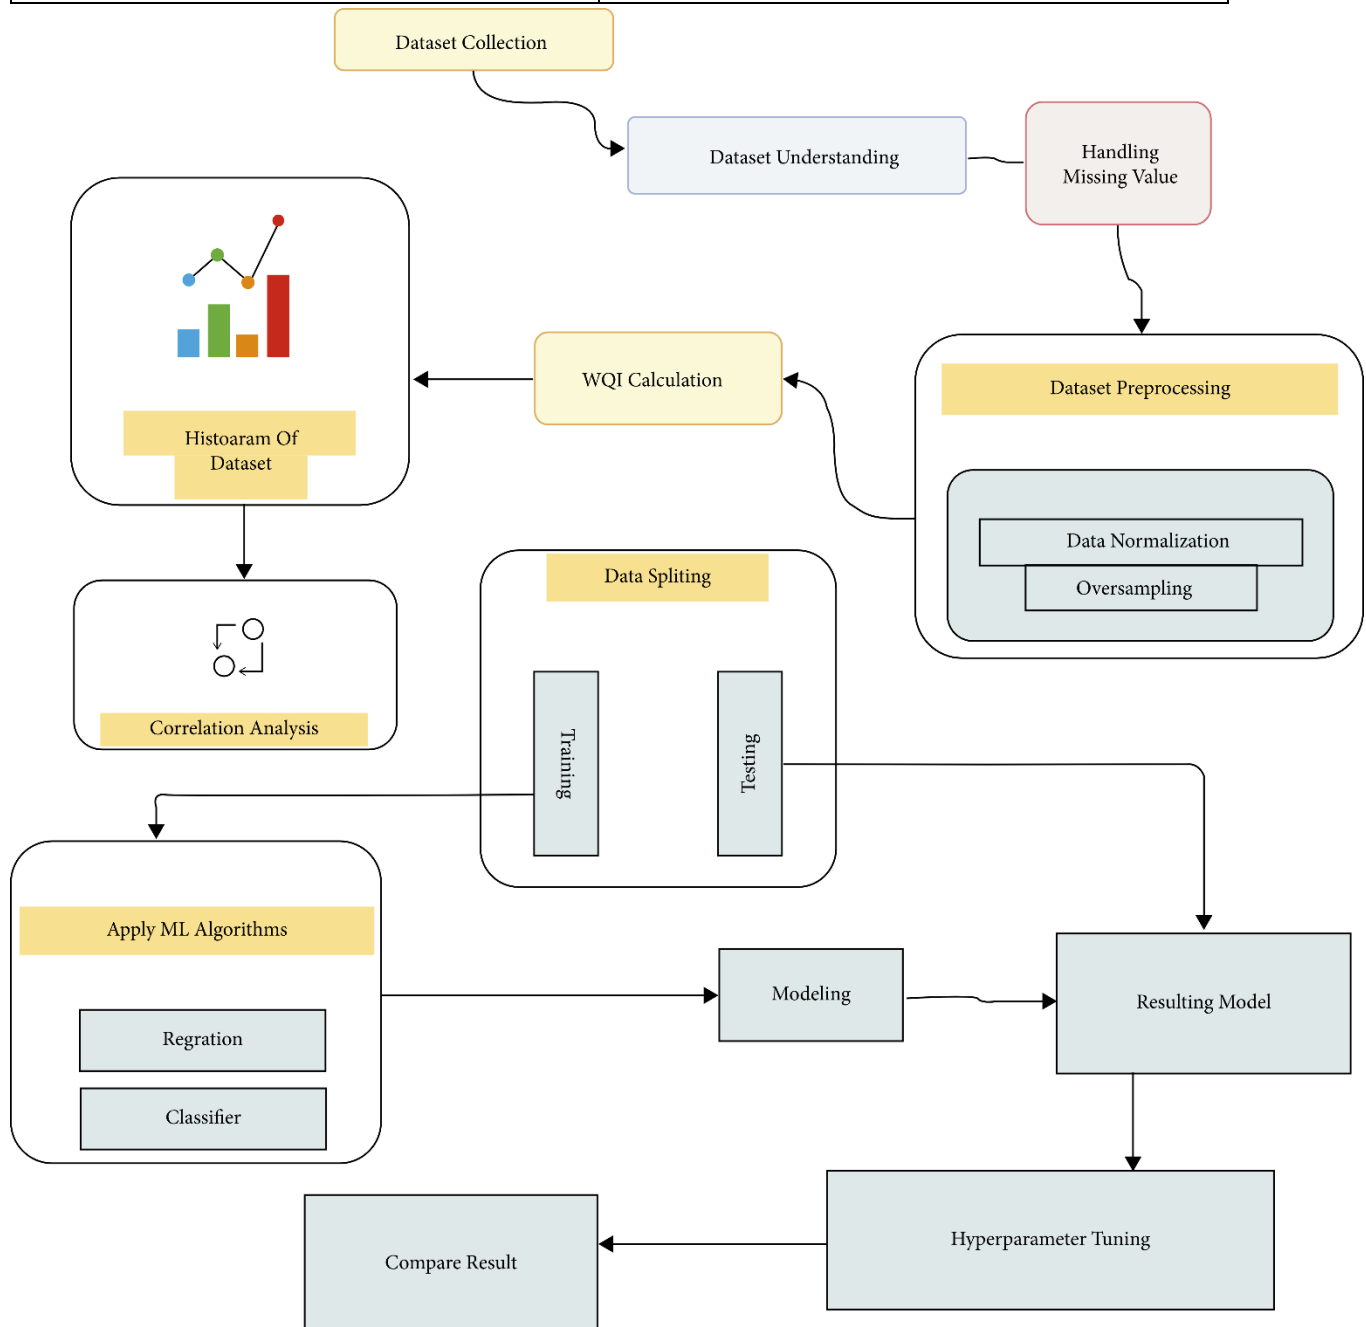 Dataset Collection
Dataset Understanding
Handling
Missing Value
Dataset Preprocessing
Data Normalization
Oversampling
WQI Calculation
Histoaram Of
Dataset
Correlation Analysis
Data Spliting
Training
Testing
Apply ML Algorithms
Regration
Classifier
Modeling
Resulting Model
Hyperparameter Tuning
Compare Result